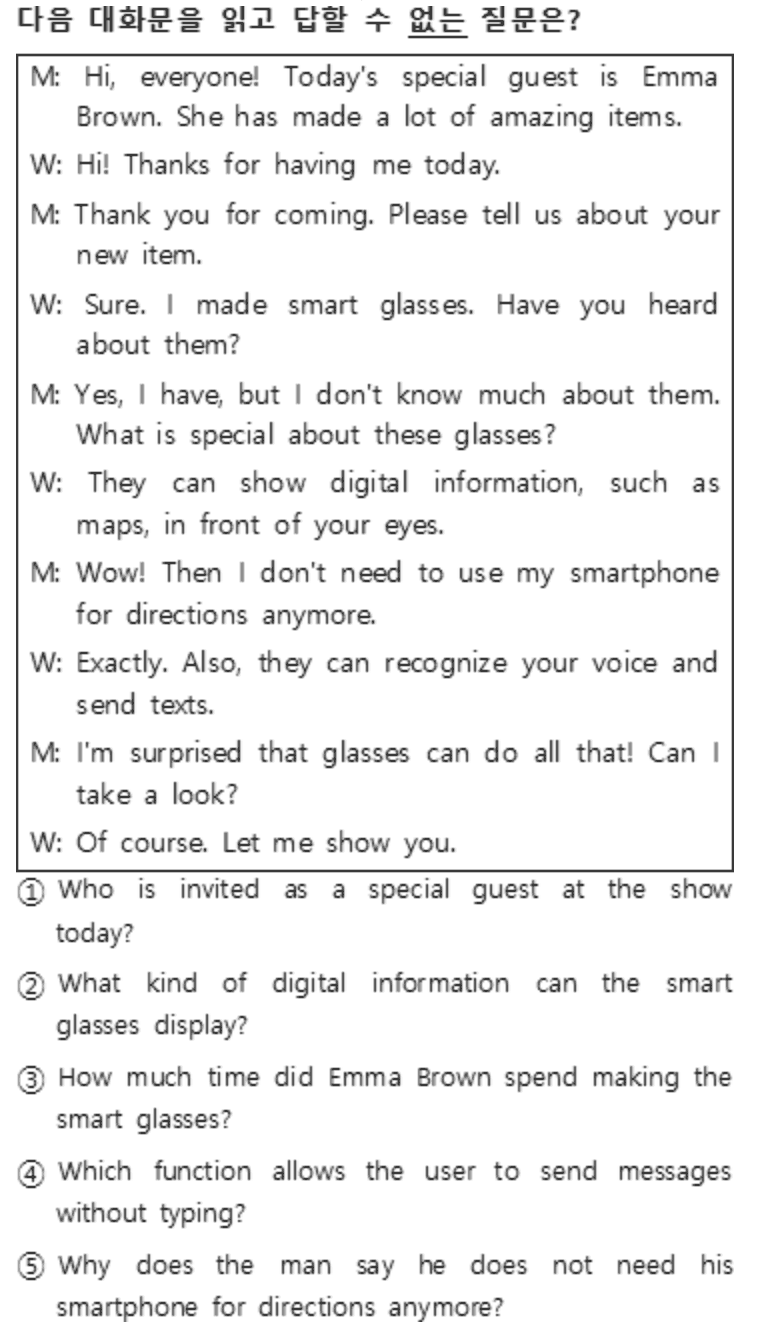 다음 대화문을 읽고 답할 수 없는 질문은?
M: Hi, everyone! Today's special guest is Emma
Brown. She has made a lot of amazing items.
W: Hi! Thanks for having me today.
M: Thank you for coming. Please tell us about your
new item.
W: Sure. I made smart glasses. Have you heard
about them?
M: Yes, I have, but I don't know much about them.
What is special about these glasses?
W: They can show digital information, such as
maps, in front of your eyes.
M: Wow! Then I don't need to use my smartphone
for directions anymore.
W: Exactly. Also, they can recognize your voice and
send texts.
M: I'm surprised that glasses can do all that! Can I
take a look?
W: Of course. Let me show you.
① Who is invited as a special guest at the show
today?
② What kind of digital information can the smart
glasses display?
③ How much time did Emma Brown spend making the
smart glasses?
④ Which function allows the user to send messages
without typing?
⑤ Why does the man say he does not need his
smartphone for directions anymore?